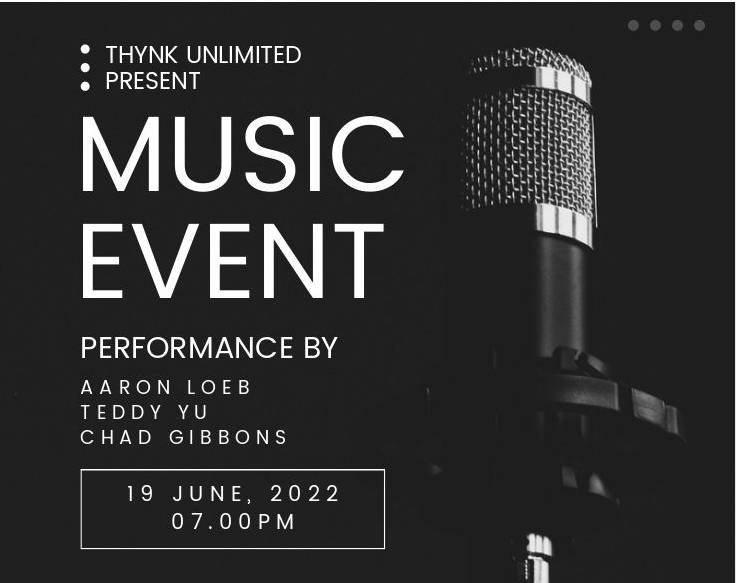 THYNK UNLIMITED
PRESENT
MUSIC
EVENT
PERFORMANCE BY
AARON LOEB
TEDDY YU
CHAD GIBBONS
19 JUNE, 2022
07.00PM